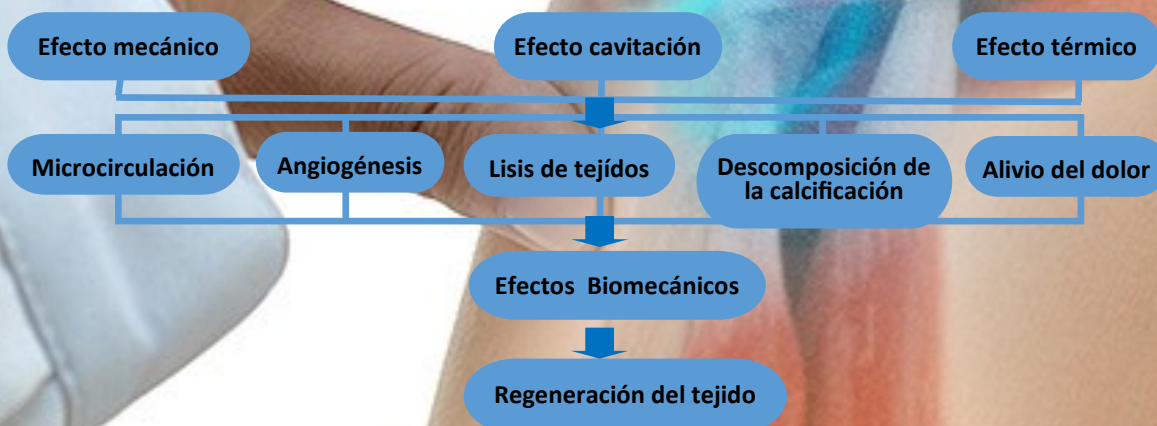 Efecto mecánico
Efecto cavitación
Efecto térmico
Microcirculación
Angiogénesis
Lisis de tejídos
Descomposición de
la calcificación
Alivio del dolor
Efectos Biomecánicos
Regeneración del tejido